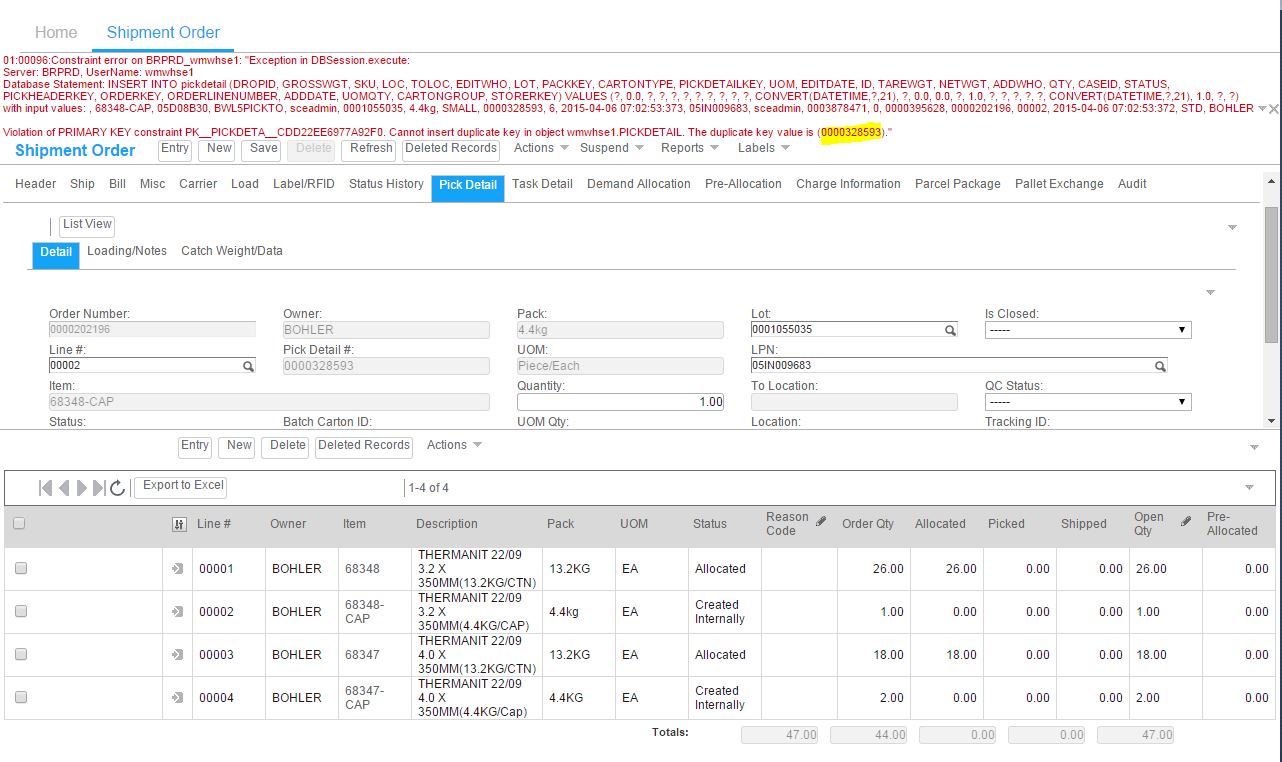 Home Shipment Order
01:00096:Constraint error on BRPRD_wmwhse1: "Exception in DBSession.execute:
Server: BRPRD, UserName: wmwhse1
Database Statement: INSERT INTO pickdetail (DROPID, GROSSWGT, SKU, LOC, TOLOC, EDITWHO, LOT, PACKKEY, CARTONTYPE, PICKDETAILKEY, UOM, EDITDATE, ID, TAREWGT, NETWGT, ADDWHO, QTY, CASEID, STATUS,
PICKHEADERKEY, ORDERKEY, ORDERLINENUMBER, ADDDATE, UOMQTY, CARTONGROUP, STORERKEY) VALUES (?, 0.0, ?, ?, ?, ?, ?, ?, ?, ?, ?, CONVERT(DATETIME,?,21), ?, 0.0, 0.0, ?, 1.0, ?, ?, ?, ?, ?, CONVERT(DATETIME,?,21), 1.0, ?, ?)
with input values: , 68348-CAP, 05D08B30, BWL5PICKTO, sceadmin, 0001055035, 4.4kg, SMALL, 0000328593, 6, 2015-04-06 07:02:53:373, 05IN009683, sceadmin, 0003878471, 0, 0000395628, 0000202196, 00002, 2015-04-06 07:02:53:372, STD, BOHLER
Violation of PRIMARY KEY constraint PK__PICKDETA__CDD22EE6977A92F0. Cannot insert duplicate key in object wmwhse1.PICKDETAIL. The duplicate key value is (0000328593)."
Shipment Order Entry New Save Delete Refresh Deleted Records Actions Suspend Reports Labels
Header Ship Bill Misc Carrier Load Label/RFID Status History Pick Detail Task Detail Demand Allocation Pre-Allocation Charge Information Parcel Package Pallet Exchange Audit
List View
Detail Loading/Notes Catch Weight/Data
Order Number: Owner: Pack: Lot: Is Closed:
0000202196 BOHLER 4.4kg 0001055035 -----
Line #: Pick Detail #: UOM: LPN:
00002 0000328593 Piece/Each 05IN009683
Item: Quantity: To Location: QC Status:
68348-CAP 1.00 -----
Status: Batch Carton ID: UOM Qty: Location: Tracking ID:
Entry New Delete Deleted Records Actions
Export to Excel 1-4 of 4
Line # Owner Item Description Pack UOM Status Reason Code Order Qty Allocated Picked Shipped Open Qty Pre-Allocated
00001 BOHLER 68348 THERMANIT 22/09 3.2 X 350MM(13.2KG/CTN) 13.2KG EA Allocated 26.00 26.00 0.00 0.00 26.00 0.00
00002 BOHLER 68348-CAP THERMANIT 22/09 3.2 X 350MM(4.4KG/CAP) 4.4kg EA Created Internally 1.00 0.00 0.00 0.00 1.00 0.00
00003 BOHLER 68347 THERMANIT 22/09 4.0 X 350MM(13.2KG/CTN) 13.2KG EA Allocated 18.00 18.00 0.00 0.00 18.00 0.00
00004 BOHLER 68347-CAP THERMANIT 22/09 4.0 X 350MM(4.4KG/Cap) 4.4KG EA Created Internally 2.00 0.00 0.00 0.00 2.00 0.00
Totals: 47.00 44.00 0.00 0.00 47.00